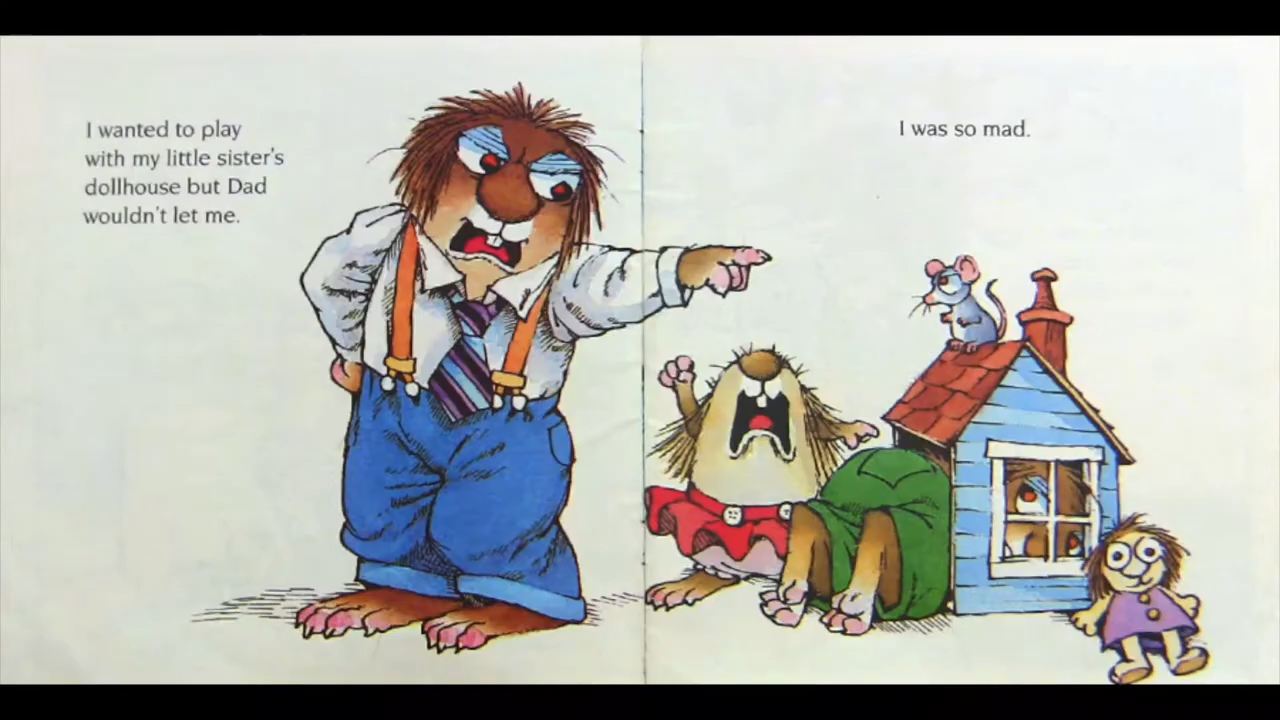 I wanted to play
with my little sister's
dollhouse but Dad
wouldn't let me.
I was so mad.